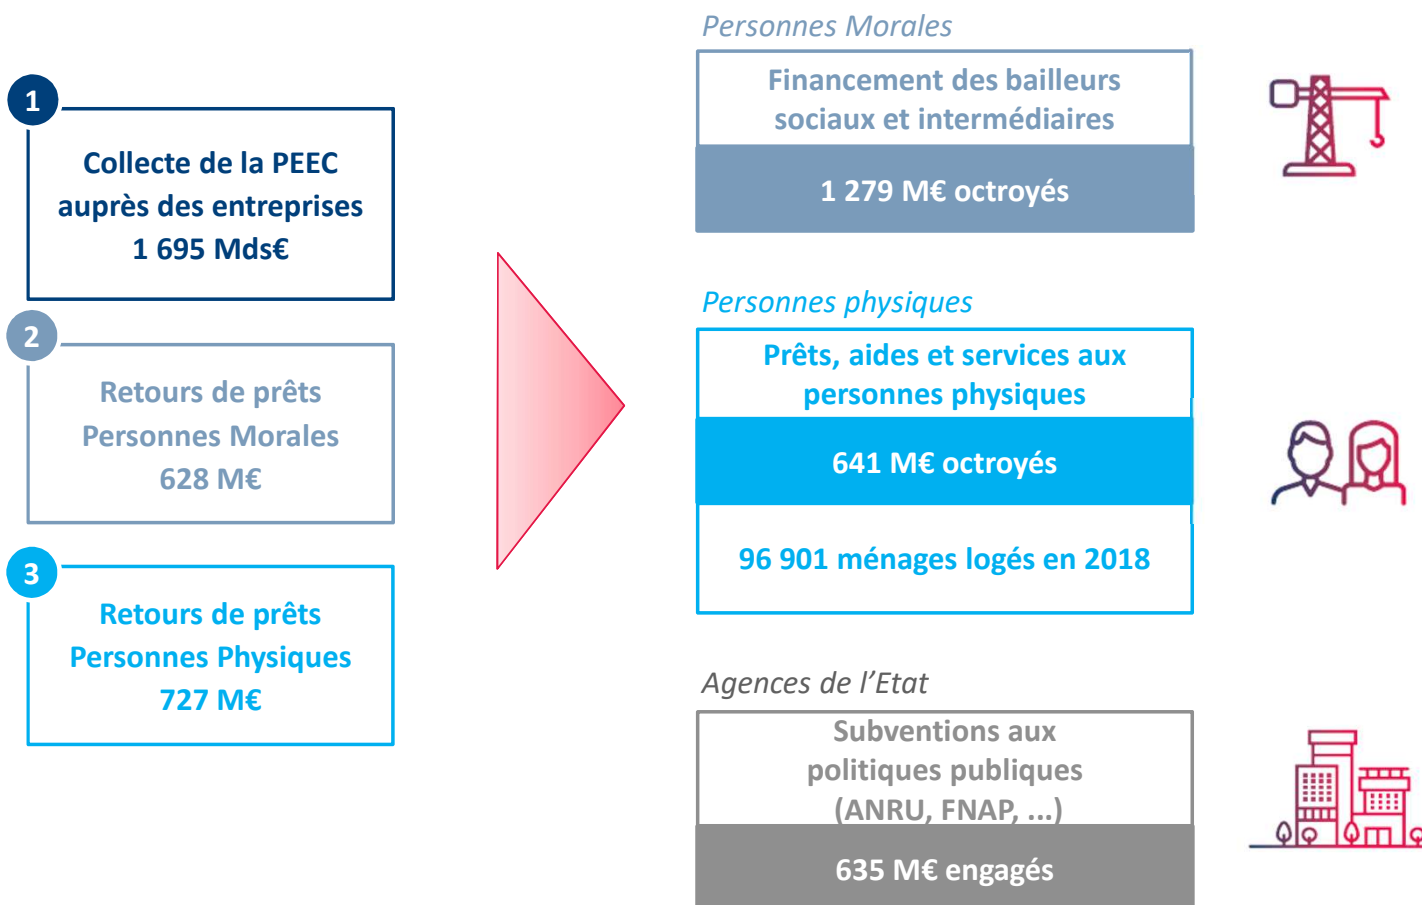 1
Collecte de la PEEC
auprès des entreprises
1 695 Mds€
2
Retours de prêts
Personnes Morales
628 M€
3
Retours de prêts
Personnes Physiques
727 M€
Personnes Morales
Financement des bailleurs
sociaux et intermédiaires
1 279 M€ octroyés
Personnes physiques
Prêts, aides et services aux
personnes physiques
641 M€ octroyés
96 901 ménages logés en 2018
Agences de l’Etat
Subventions aux
politiques publiques
(ANRU, FNAP, ...)
635 M€ engagés